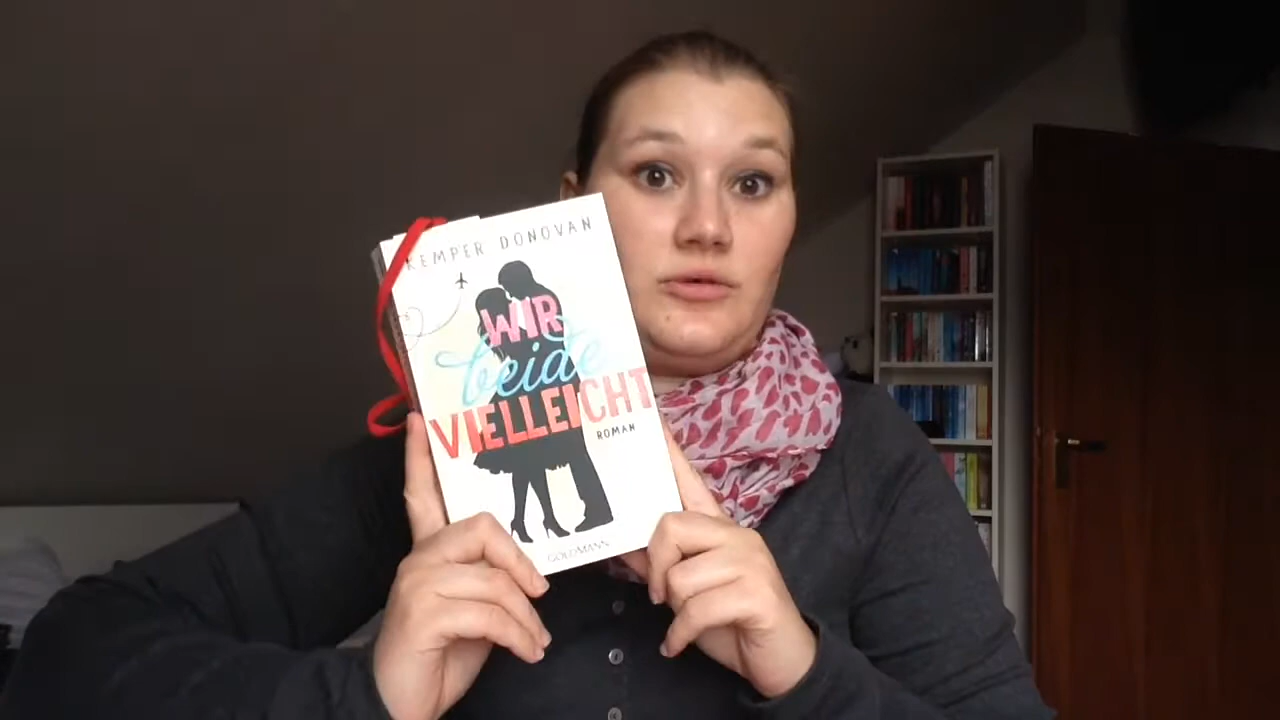 KEMPER DONOVAN
WIR
beide
VIELLEICHT
ROMAN
GOLDMANN